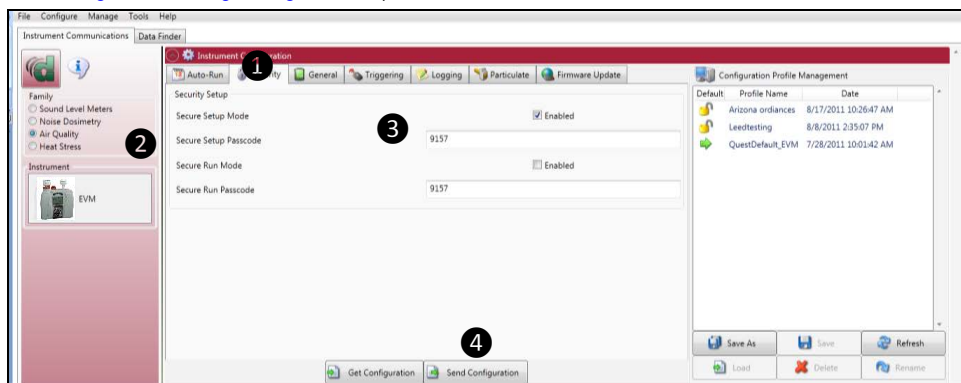 File Configure Manage Tools Help
Instrument Communications Data Finder
Instrument Configuration
Auto-Run General Triggering Logging Particulate Firmware Update
1
Family
Sound Level Meters
Noise Dosimetry
Air Quality
Heat Stress
2
Instrument
EVM
Security Setup
Secure Setup Mode Enabled
3
Secure Setup Passcode 9157
Secure Run Mode Enabled
Secure Run Passcode 9157
4
Get Configuration Send Configuration
Configuration Profile Management
Default Profile Name Date
Arizona ordiances 8/17/2011 10:26:47 AM
Leedtesting 8/8/2011 2:35:07 PM
QuestDefault_EVM 7/28/2011 10:01:42 AM
Save As Save Refresh
Load Delete Rename